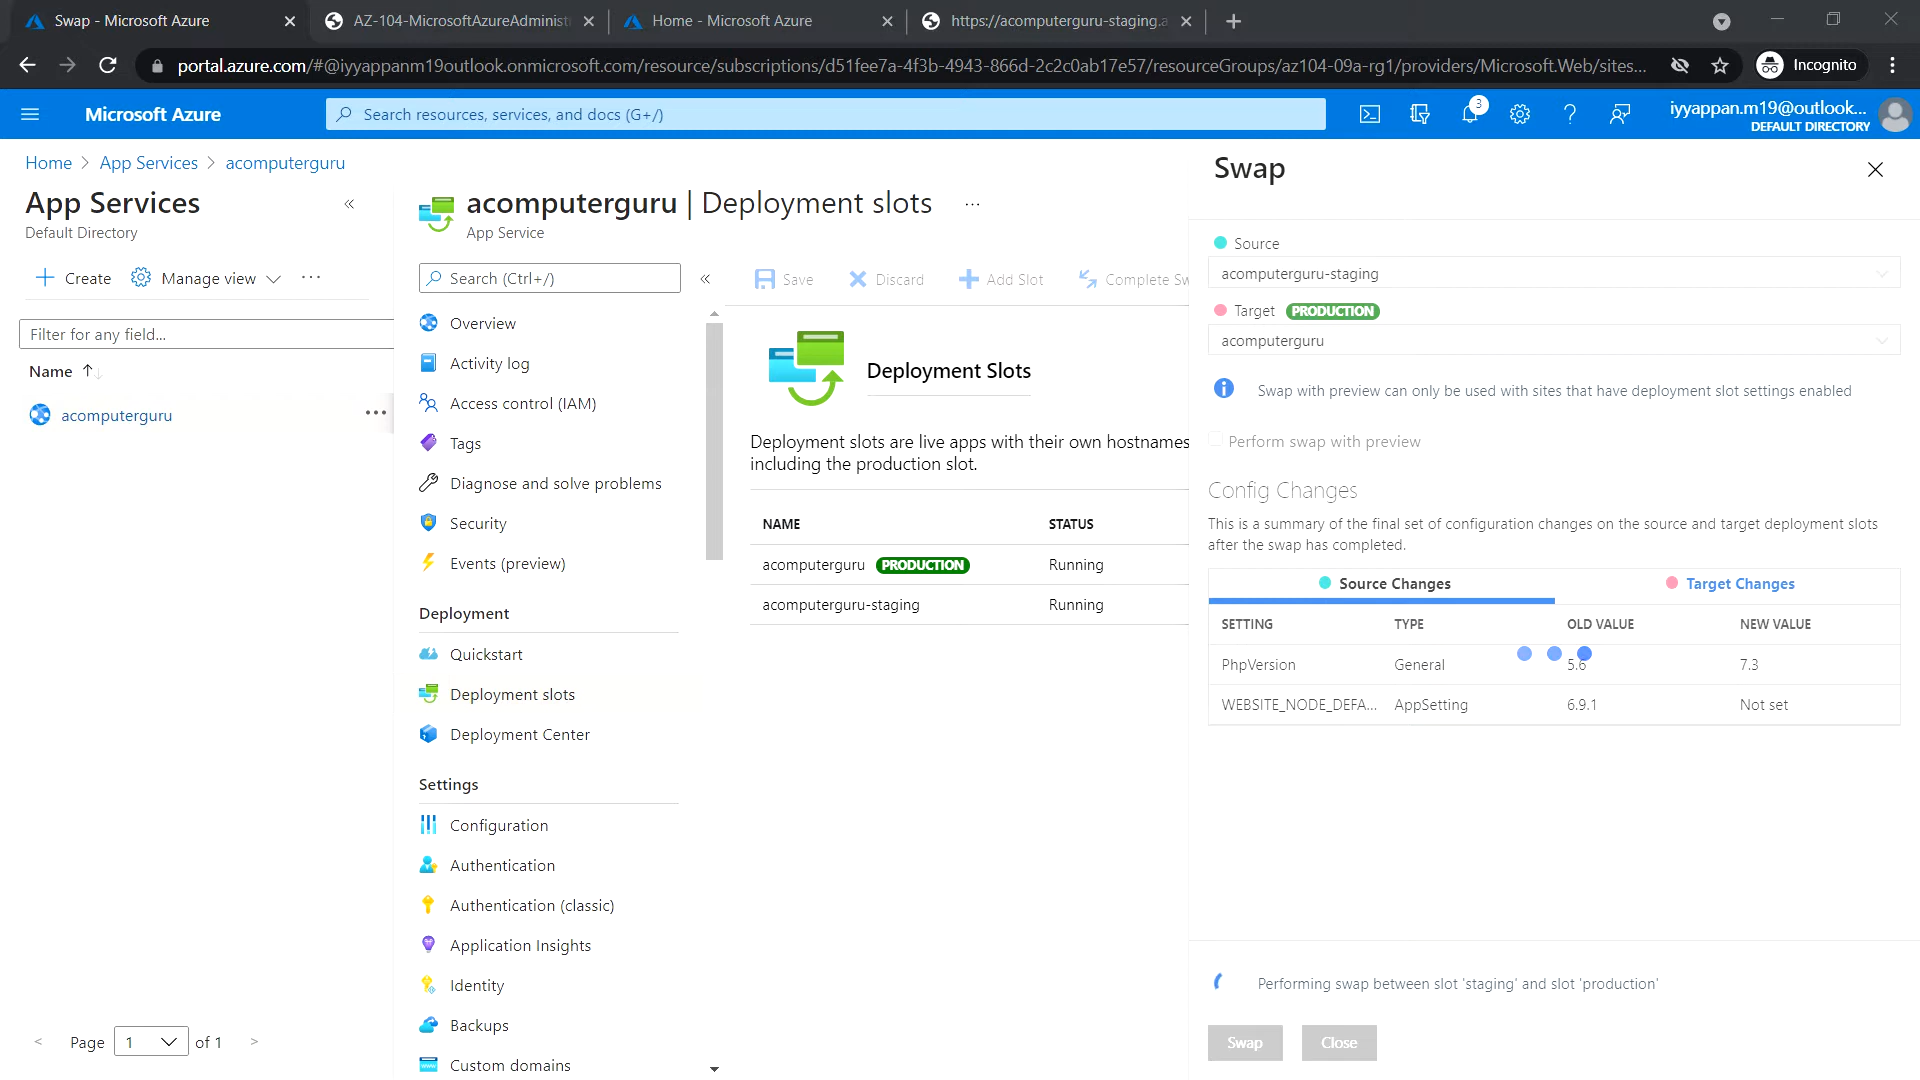 Swap - Microsoft Azure
AZ-104-MicrosoftAzureAdminist
Home - Microsoft Azure
https://acomputerguru-staging.a
portal.azure.com/#@iyyappanm19outlook.onmicrosoft.com/resource/subscriptions/d51fee7a-4f3b-4943-866d-2c2c0ab17e57/resourceGroups/az104-09a-rg1/providers/Microsoft.Web/sites...
Incognito
Microsoft Azure
Search resources, services, and docs (G+/)
3
iyyappan.m19@outlook...
DEFAULT DIRECTORY
Home > App Services > acomputerguru
App Services
Default Directory
Create
Manage view
...
Filter for any field...
Name
acomputerguru
...
< Page 1 of 1 >
acomputerguru | Deployment slots
...
App Service
Search (Ctrl+/)
Overview
Activity log
Access control (IAM)
Tags
Diagnose and solve problems
Security
Events (preview)
Deployment
Quickstart
Deployment slots
Deployment Center
Settings
Configuration
Authentication
Authentication (classic)
Application Insights
Identity
Backups
Custom domains
Save
Discard
Add Slot
Complete Sw
Deployment Slots
Deployment slots are live apps with their own hostnames
including the production slot.
NAME STATUS
acomputerguru PRODUCTION Running
acomputerguru-staging Running
Swap
Source
acomputerguru-staging
Target PRODUCTION
acomputerguru
Swap with preview can only be used with sites that have deployment slot settings enabled
Perform swap with preview
Config Changes
This is a summary of the final set of configuration changes on the source and target deployment slots
after the swap has completed.
Source Changes Target Changes
SETTING TYPE OLD VALUE NEW VALUE
PhpVersion General 5.6 7.3
WEBSITE_NODE_DEFA... AppSetting 6.9.1 Not set
Performing swap between slot 'staging' and slot 'production'
Swap Close